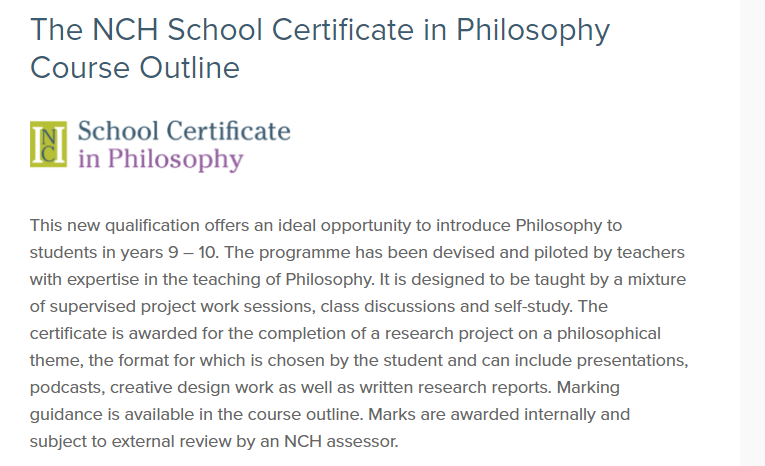 The NCH School Certificate in Philosophy
Course Outline
NCH
School Certificate
in Philosophy
This new qualification offers an ideal opportunity to introduce Philosophy to
students in years 9 – 10. The programme has been devised and piloted by teachers
with expertise in the teaching of Philosophy. It is designed to be taught by a mixture
of supervised project work sessions, class discussions and self-study. The
certificate is awarded for the completion of a research project on a philosophical
theme, the format for which is chosen by the student and can include presentations,
podcasts, creative design work as well as written research reports. Marking
guidance is available in the course outline. Marks are awarded internally and
subject to external review by an NCH assessor.